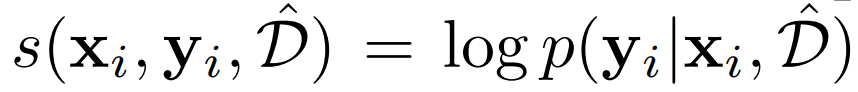 s(𝐱ᵢ, 𝐲ᵢ, 𝒟̂) = log p(𝐲ᵢ|𝐱ᵢ, 𝒟̂)